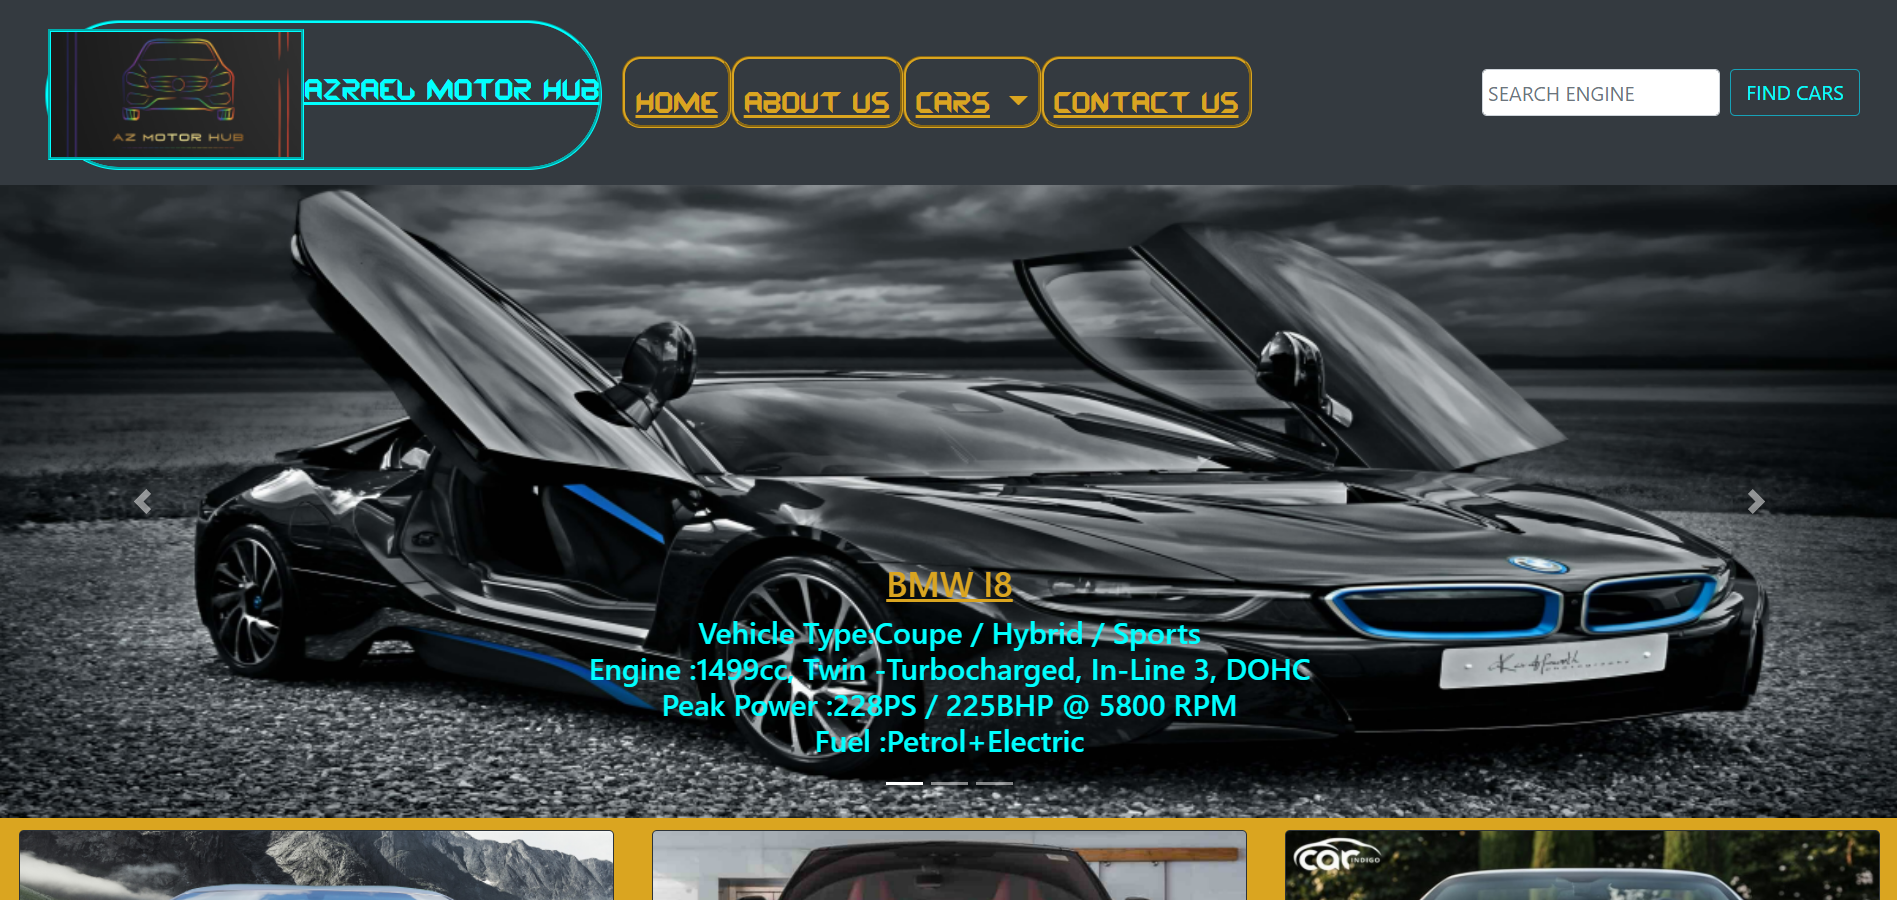 AZ MOTOR HUB
AZRAEL MOTOR HUB
HOME
ABOUT US
CARS
CONTACT US
SEARCH ENGINE
FIND CARS
BMW I8
Vehicle Type:Coupe / Hybrid / Sports
Engine :1499cc, Twin -Turbocharged, In-Line 3, DOHC
Peak Power :228PS / 225BHP @ 5800 RPM
Fuel :Petrol+Electric
car INDIGO